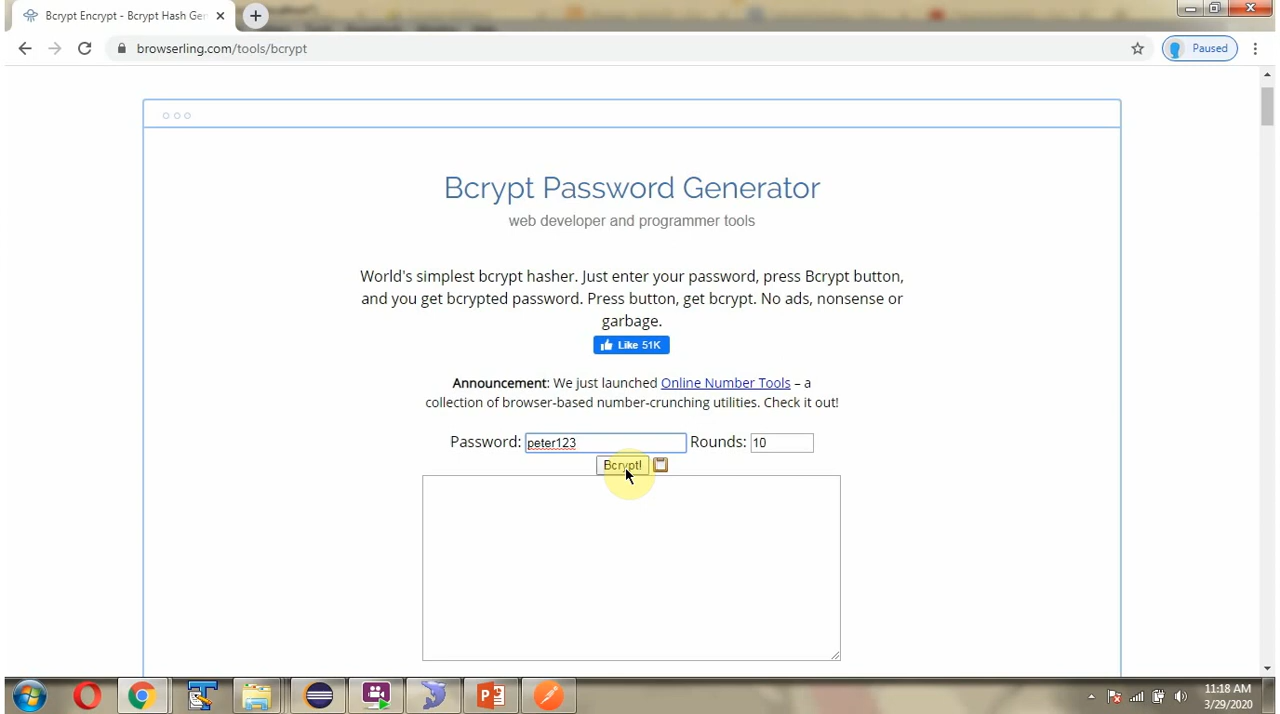 Bcrypt Encrypt - Bcrypt Hash Ger
browserling.com/tools/bcrypt
Paused
Bcrypt Password Generator
web developer and programmer tools
World's simplest bcrypt hasher. Just enter your password, press Bcrypt button,
and you get bcrypted password. Press button, get bcrypt. No ads, nonsense or
garbage.
Like 51K
Announcement: We just launched Online Number Tools – a
collection of browser-based number-crunching utilities. Check it out!
Password: peter123 Rounds: 10
Bcrypt!
11:18 AM
3/29/2020